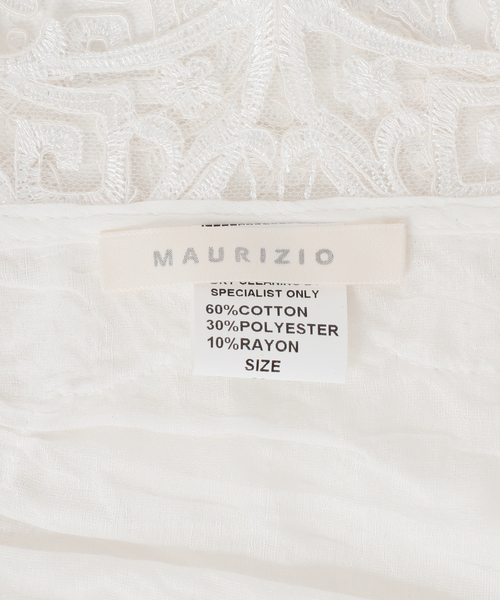 MAURIZIO
SPECIALIST ONLY
60%COTTON
30%POLYESTER
10%RAYON
SIZE